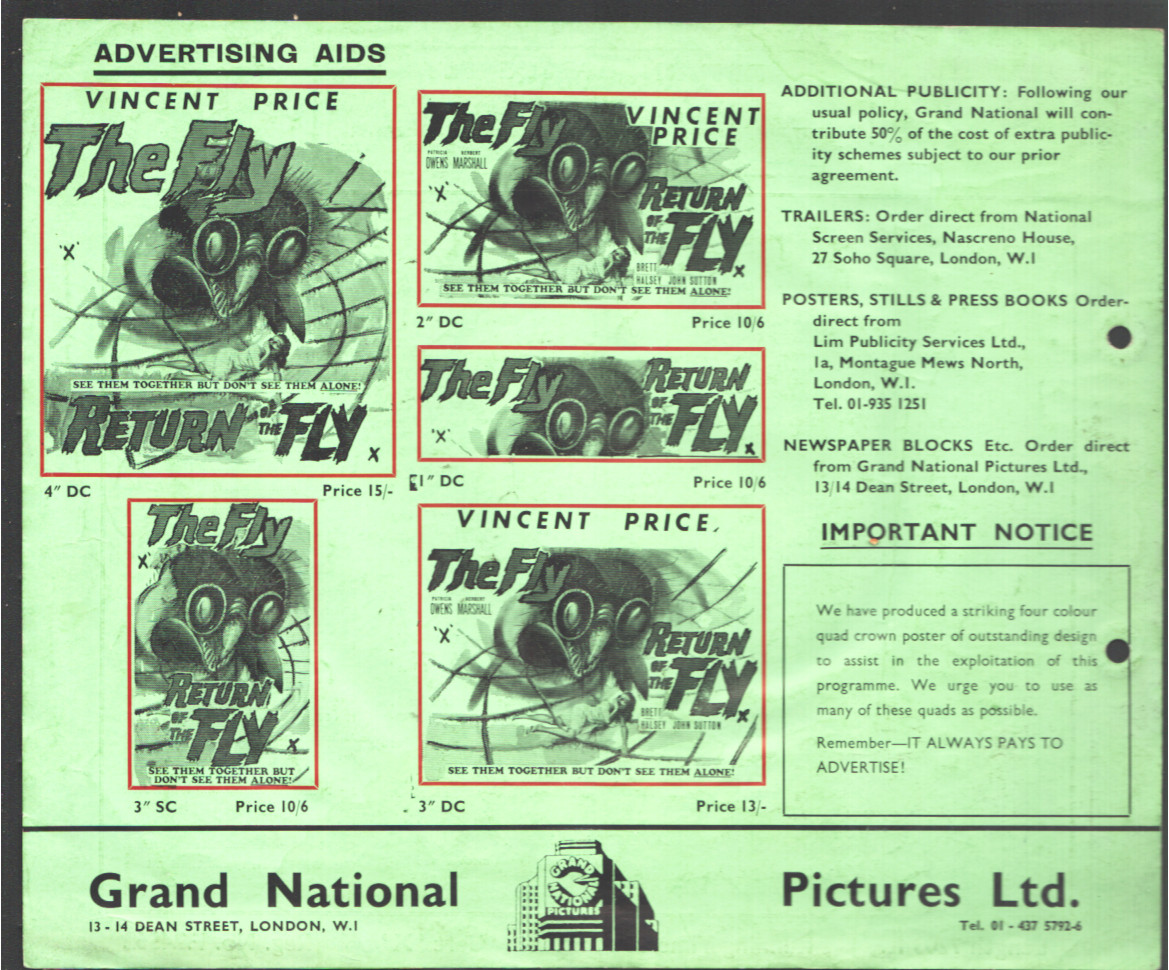 ADVERTISING AIDS
VINCENT PRICE
The Fly
'X'
SEE THEM TOGETHER BUT DON'T SEE THEM ALONE!
RETURN OF THE FLY X
4" DC Price 15/-
The Fly
X
RETURN
OF
THE FLY
X
SEE THEM TOGETHER BUT
DON'T SEE THEM ALONE!
3" SC Price 10/6
The Fly
VINCENT
PRICE
PATRICIA HERBERT
OWENS MARSHALL
'X'
RETURN
OF
THE FLY
X
BRETT
HALSEY JOHN SUTTON
SEE THEM TOGETHER BUT DON'T SEE THEM ALONE!
2" DC Price 10/6
The Fly
'X'
RETURN
OF
THE FLY
X
1" DC Price 10/6
VINCENT PRICE,
The Fly
PATRICIA HERBERT
OWENS MARSHALL
'X'
RETURN
OF
THE FLY
X
BRETT
HALSEY JOHN SUTTON
SEE THEM TOGETHER BUT DON'T SEE THEM ALONE!
3" DC Price 13/-
ADDITIONAL PUBLICITY: Following our
usual policy, Grand National will con-
tribute 50% of the cost of extra public-
ity schemes subject to our prior
agreement.
TRAILERS: Order direct from National
Screen Services, Nascreno House,
27 Soho Square, London, W.1
POSTERS, STILLS & PRESS BOOKS Order-
direct from
Lim Publicity Services Ltd.,
1a, Montague Mews North,
London, W.1.
Tel. 01-935 1251
NEWSPAPER BLOCKS Etc. Order direct
from Grand National Pictures Ltd.,
13/14 Dean Street, London, W.1
IMPORTANT NOTICE
We have produced a striking four colour
quad crown poster of outstanding design
to assist in the exploitation of this
programme. We urge you to use as
many of these quads as possible.
Remember—IT ALWAYS PAYS TO
ADVERTISE!
Grand National
13 - 14 DEAN STREET, LONDON, W.1
GRAND
NATIONAL
PICTURES
Pictures Ltd.
Tel. 01 - 437 5792-6